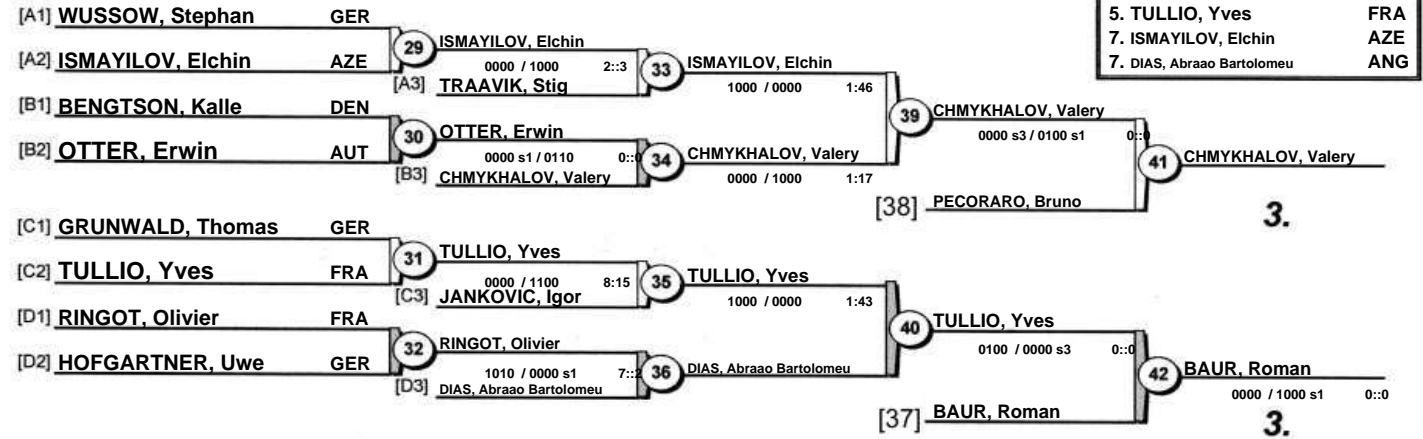 5. TULLIO, Yves FRA
7. ISMAYILOV, Elchin AZE
7. DIAS, Abraao Bartolomeu ANG
[A1] WUSSOW, Stephan GER
29 ISMAYILOV, Elchin
0000 / 1000 2::3
[A2] ISMAYILOV, Elchin AZE
[A3] TRAAVIK, Stig
33 ISMAYILOV, Elchin
1000 / 0000 1:46
[B1] BENGTSON, Kalle DEN
30 OTTER, Erwin
0000 s1 / 0110 0::0
[B2] OTTER, Erwin AUT
[B3] CHMYKHALOV, Valery
34 CHMYKHALOV, Valery
0000 / 1000 1:17
39 CHMYKHALOV, Valery
0000 s3 / 0100 s1 0::0
[38] PECORARO, Bruno
41 CHMYKHALOV, Valery
3.
[C1] GRUNWALD, Thomas GER
31 TULLIO, Yves
0000 / 1100 8:15
[C2] TULLIO, Yves FRA
[C3] JANKOVIC, Igor
35 TULLIO, Yves
1000 / 0000 1:43
[D1] RINGOT, Olivier FRA
32 RINGOT, Olivier
1010 / 0000 s1
[D2] HOFGARTNER, Uwe GER
[D3] DIAS, Abraao Bartolomeu
36 DIAS, Abraao Bartolomeu
40 TULLIO, Yves
0100 / 0000 s3 0::0
[37] BAUR, Roman
42 BAUR, Roman
0000 / 1000 s1 0::0
3.